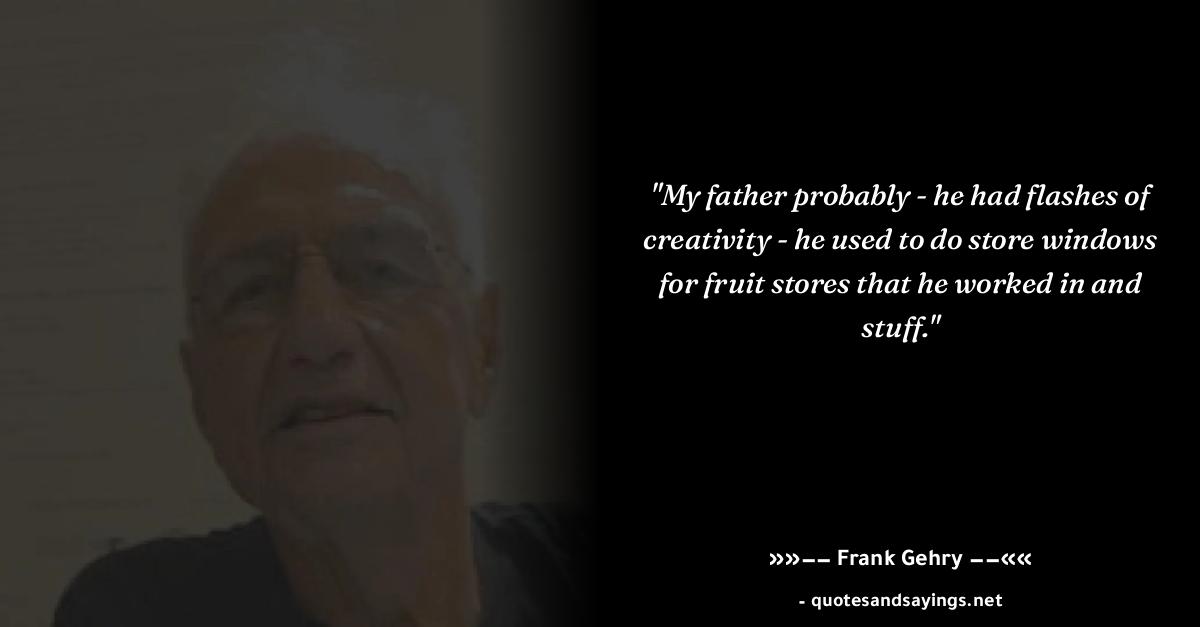 "My father probably - he had flashes of
creativity - he used to do store windows
for fruit stores that he worked in and
stuff."
»»−− Frank Gehry −−««
- quotesandsayings.net